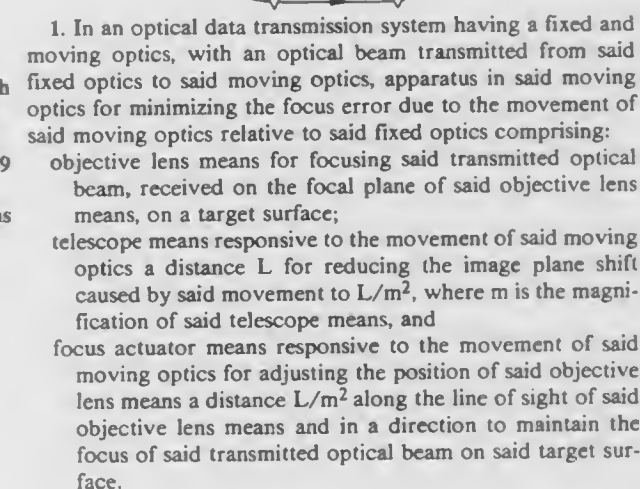 1. In an optical data transmission system having a fixed and
moving optics, with an optical beam transmitted from said
h fixed optics to said moving optics, apparatus in said moving
optics for minimizing the focus error due to the movement of
said moving optics relative to said fixed optics comprising:
9 objective lens means for focusing said transmitted optical
beam, received on the focal plane of said objective lens
as means, on a target surface;
telescope means responsive to the movement of said moving
optics a distance L for reducing the image plane shift
caused by said movement to L/m², where m is the magni-
fication of said telescope means, and
focus actuator means responsive to the movement of said
moving optics for adjusting the position of said objective
lens means a distance L/m² along the line of sight of said
objective lens means and in a direction to maintain the
focus of said transmitted optical beam on said target sur-
face.